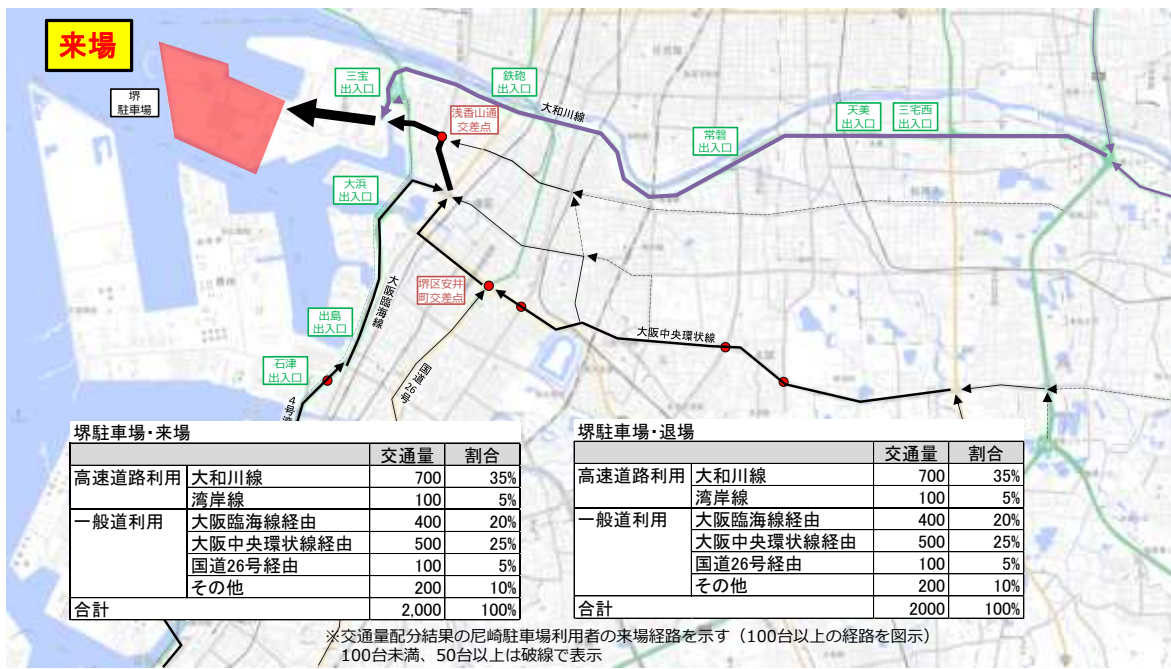 来場
堺
駐車場
三宝
出入口
鉄砲
出入口
大和川線
浅香山通
交差点
常磐
出入口
天美
出入口
三宅西
出入口
大浜
出入口
大阪臨海線
堺区安井
町交差点
出島
出入口
大阪中央環状線
石津
出入口
国道26号
4号湾
堺駐車場・来場
交通量 割合
高速道路利用 大和川線 700 35%
湾岸線 100 5%
一般道利用 大阪臨海線経由 400 20%
大阪中央環状線経由 500 25%
国道26号経由 100 5%
その他 200 10%
合計 2,000 100%
堺駐車場・退場
交通量 割合
高速道路利用 大和川線 700 35%
湾岸線 100 5%
一般道利用 大阪臨海線経由 400 20%
大阪中央環状線経由 500 25%
国道26号経由 100 5%
その他 200 10%
合計 2000 100%
※交通量配分結果の尼崎駐車場利用者の来場経路を示す（100台以上の経路を図示）
100台未満、50台以上は破線で表示